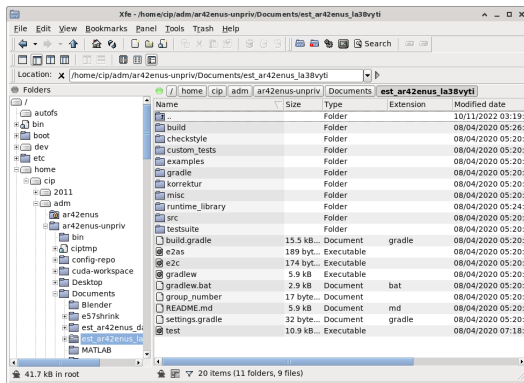 Xfe - /home/cip/adm/ar42enus-unpriv/Documents/est_ar42enus_la38vyti
File Edit View Bookmarks Panel Tools Trash Help
Search
Location: /home/cip/adm/ar42enus-unpriv/Documents/est_ar42enus_la38vyti
Folders
/ home cip adm ar42enus-unpriv Documents est_ar42enus_la38vyti
/
autofs
bin
boot
dev
etc
home
cip
2011
adm
ar42enus
ar42enus-unpriv
bin
ciptmp
config-repo
cuda-workspace
Desktop
Documents
Blender
e57shrink
est_ar42enus_da
est_ar42enus_la
MATLAB
Name Size Type Extension Modified date
.. Folder 10/11/2022 03:19:
build Folder 08/04/2020 05:26:
checkstyle Folder 08/04/2020 05:20:
custom_tests Folder 08/04/2020 05:20:
examples Folder 08/04/2020 05:20:
gradle Folder 08/04/2020 05:20:
korrektur Folder 08/04/2020 05:20:
misc Folder 08/04/2020 05:20:
runtime_library Folder 08/04/2020 05:24:
src Folder 08/04/2020 05:20:
testsuite Folder 08/04/2020 05:20:
build.gradle 15.5 kB... Document gradle 08/04/2020 05:20:
e2as 189 byt... Executable 08/04/2020 05:20:
e2c 174 byt... Executable 08/04/2020 05:20:
gradlew 5.9 kB Executable 08/04/2020 05:20:
gradlew.bat 2.9 kB Document bat 08/04/2020 05:20:
group_number 17 byte... Document 08/04/2020 05:20:
README.md 5.9 kB Document md 08/04/2020 05:20:
settings.gradle 32 byte... Document gradle 08/04/2020 05:20:
test 10.9 kB... Executable 08/04/2020 07:18:
41.7 kB in root
20 items (11 folders, 9 files)